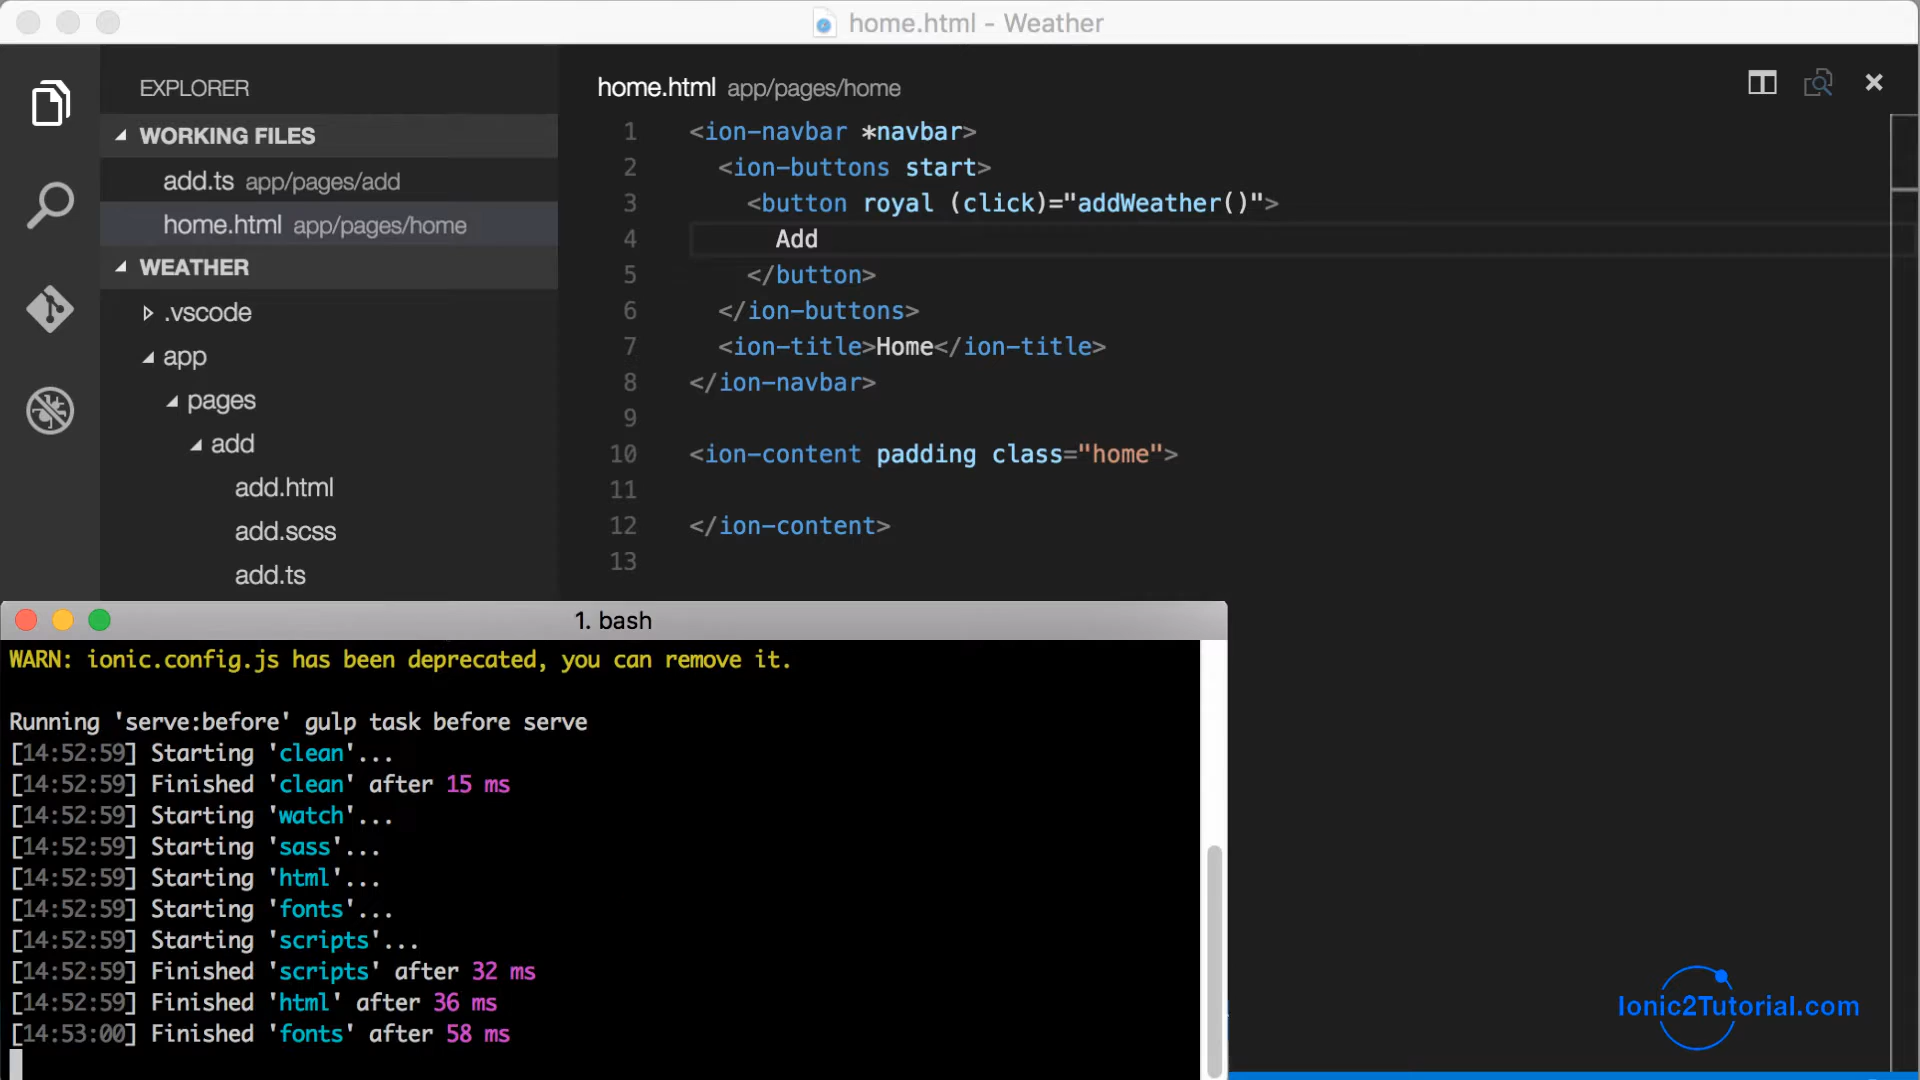 home.html - Weather
EXPLORER
WORKING FILES
add.ts app/pages/add
home.html app/pages/home
WEATHER
.vscode
app
pages
add
add.html
add.scss
add.ts
home.html app/pages/home
1 <ion-navbar *navbar>
2 <ion-buttons start>
3 <button royal (click)="addWeather()">
4 Add
5 </button>
6 </ion-buttons>
7 <ion-title>Home</ion-title>
8 </ion-navbar>
9
10 <ion-content padding class="home">
11
12 </ion-content>
13
1. bash
WARN: ionic.config.js has been deprecated, you can remove it.
Running 'serve:before' gulp task before serve
[14:52:59] Starting 'clean'...
[14:52:59] Finished 'clean' after 15 ms
[14:52:59] Starting 'watch'...
[14:52:59] Starting 'sass'...
[14:52:59] Starting 'html'...
[14:52:59] Starting 'fonts'...
[14:52:59] Starting 'scripts'...
[14:52:59] Finished 'scripts' after 32 ms
[14:52:59] Finished 'html' after 36 ms
[14:53:00] Finished 'fonts' after 58 ms
Ionic2Tutorial.com